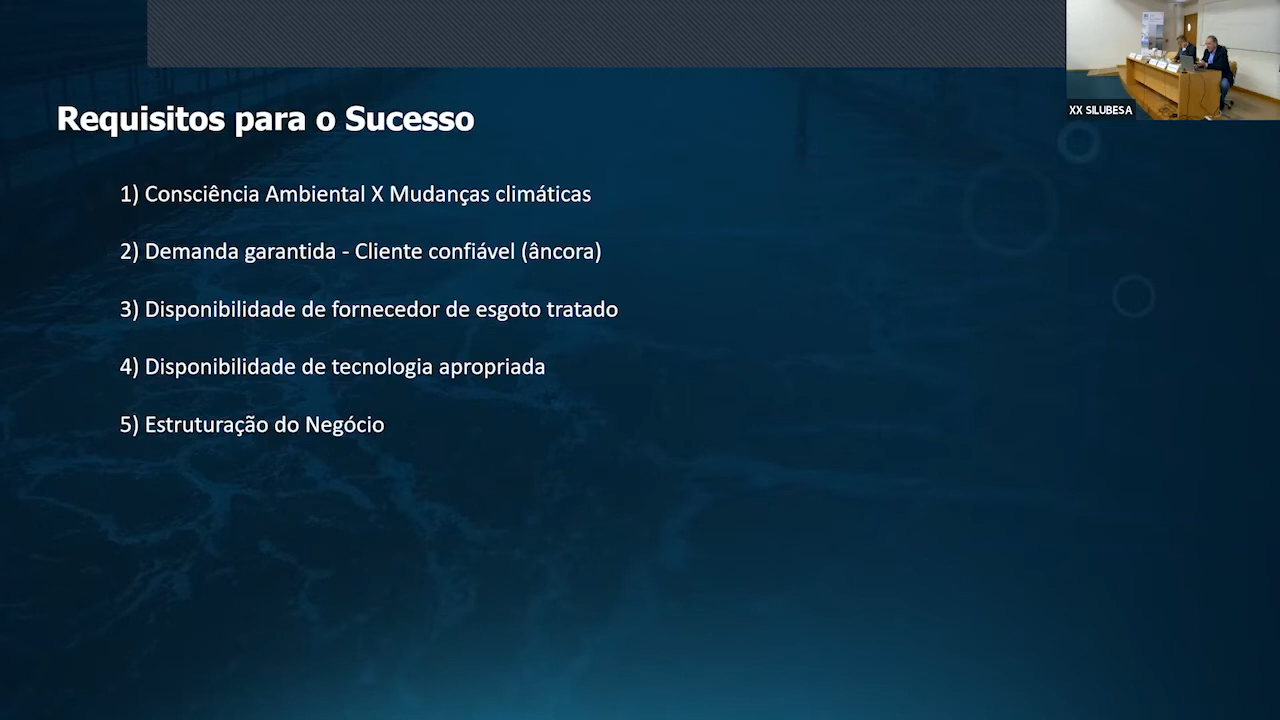 XX SILUBESA
Requisitos para o Sucesso
1) Consciência Ambiental X Mudanças climáticas
2) Demanda garantida - Cliente confiável (âncora)
3) Disponibilidade de fornecedor de esgoto tratado
4) Disponibilidade de tecnologia apropriada
5) Estruturação do Negócio